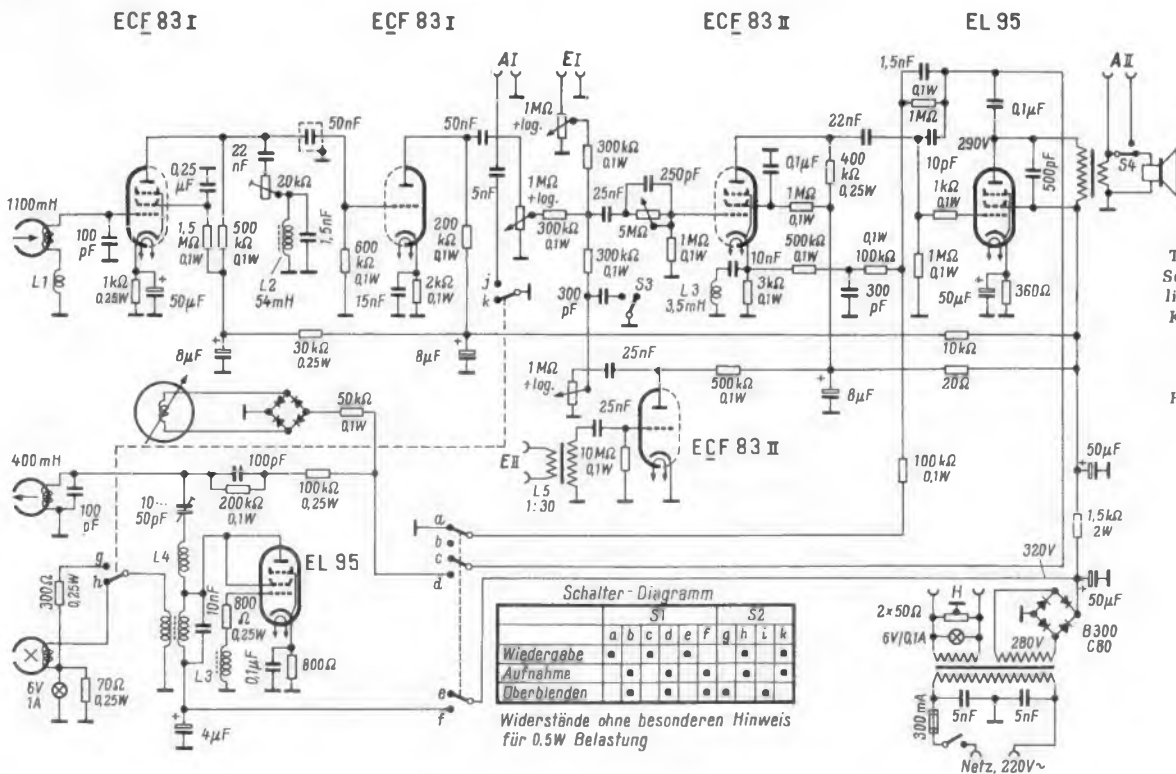 ECF 83 I
ECF 83 I
ECF 83 II
EL 95
A I
E I
A II
1100mH
L1
100
pF
1kΩ
0,25W
50µF
0,25
µF
1,5
MΩ
0,1W
500
kΩ
0,1W
22
nF
20kΩ
L2
54mH
1,5nF
50nF
600
kΩ
0,1W
15nF
2kΩ
0,1W
50nF
200
kΩ
0,1W
5nF
j
k
1MΩ
+log.
1MΩ
+log.
300kΩ
0,1W
300kΩ
0,1W
300kΩ
0,1W
300
pF
S3
25nF
250pF
5MΩ
1MΩ
0,1W
L3
3,5mH
10nF
3kΩ
0,1W
0,1µF
1MΩ
0,1W
500kΩ
0,1W
400
kΩ
0,25W
22nF
0,1W
100kΩ
300
pF
1,5nF
0,1W
1MΩ
10pF
1kΩ
0,1W
1MΩ
0,1W
50µF
360Ω
290V
0,1µF
500pF
S4
8µF
30kΩ
0,25W
8µF
10kΩ
20Ω
500kΩ
0,1W
8µF
1MΩ
+log.
25nF
25nF
E II
L5
1:30
10MΩ
0,1W
ECF 83 II
50kΩ
0,1W
400mH
100
pF
100pF
200kΩ
0,1W
100kΩ
0,25W
10...
50pF
L4
EL 95
g
h
300Ω
0,25W
6V
1A
70Ω
0,25W
10nF
800
Ω
0,25W
L3
0,1µF
800Ω
4µF
a
b
c
d
e
f
100kΩ
0,1W
50µF
1,5kΩ
2W
320V
50µF
H
2×50Ω
6V/0,1A
280V
B300
C80
300mA
5nF
5nF
Netz, 220V~
Schalter-Diagramm
S1 S2
a b c d e f g h i k
Wiedergabe • • • • •
Aufnahme • • • • •
Überblenden • • • • •
Widerstände ohne besonderen Hinweis
für 0.5W Belastung